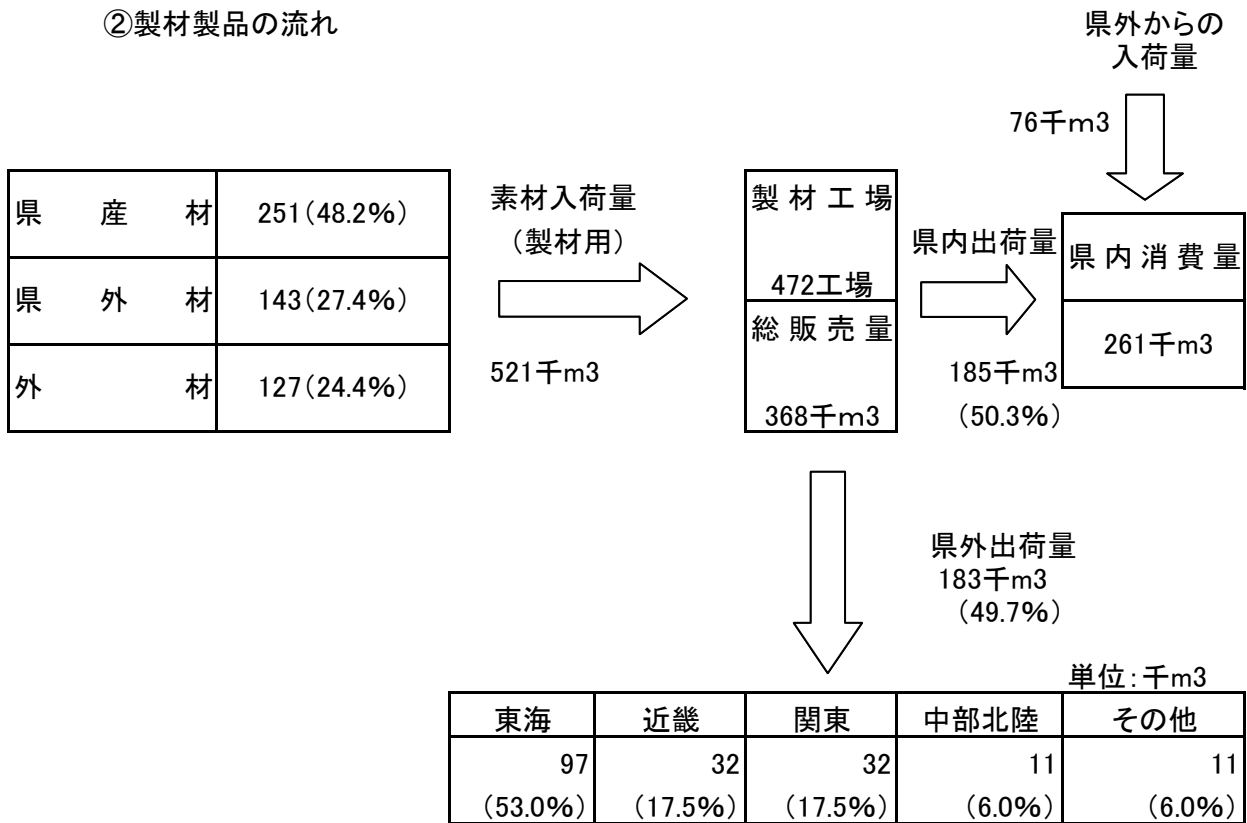 ②製材製品の流れ
県外からの
入荷量
76千m3
県産材 251(48.2%)
県外材 143(27.4%)
外材 127(24.4%)
素材入荷量
（製材用）
521千m3
製材工場
472工場
総販売量
368千m3
県内出荷量
185千m3
（50.3%）
県内消費量
261千m3
県外出荷量
183千m3
（49.7%）
単位：千m3
東海 近畿 関東 中部北陸 その他
97 32 32 11 11
（53.0%） （17.5%） （17.5%） （6.0%） （6.0%）